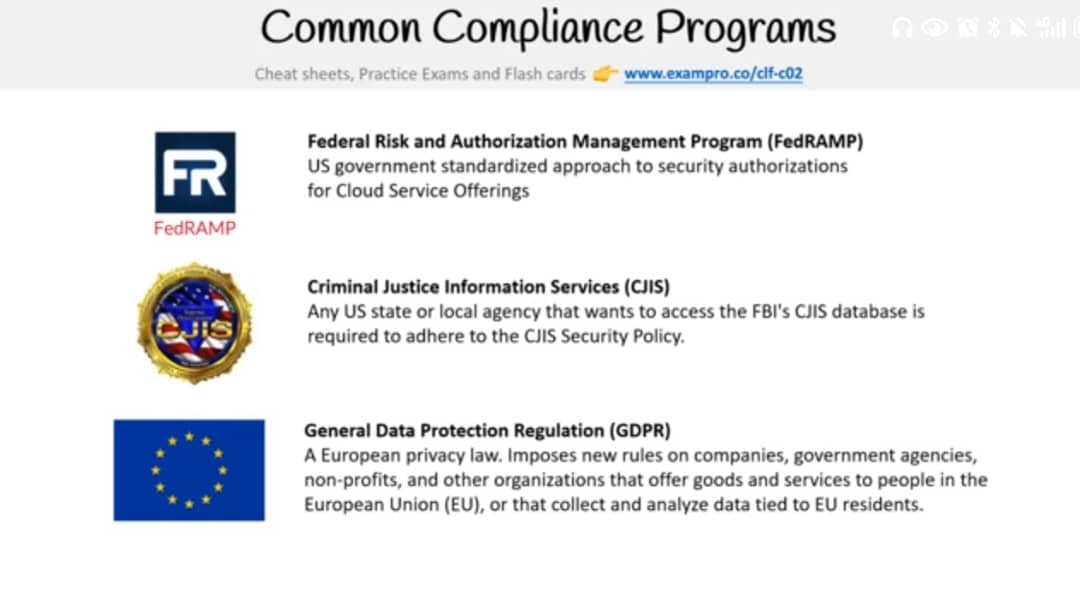 Common Compliance Programs
Cheat sheets, Practice Exams and Flash cards 👉 www.exampro.co/clf-c02
FR
FedRAMP
Federal Risk and Authorization Management Program (FedRAMP)
US government standardized approach to security authorizations
for Cloud Service Offerings
CJIS
Criminal Justice Information Services (CJIS)
Any US state or local agency that wants to access the FBI's CJIS database is
required to adhere to the CJIS Security Policy.
General Data Protection Regulation (GDPR)
A European privacy law. Imposes new rules on companies, government agencies,
non-profits, and other organizations that offer goods and services to people in the
European Union (EU), or that collect and analyze data tied to EU residents.